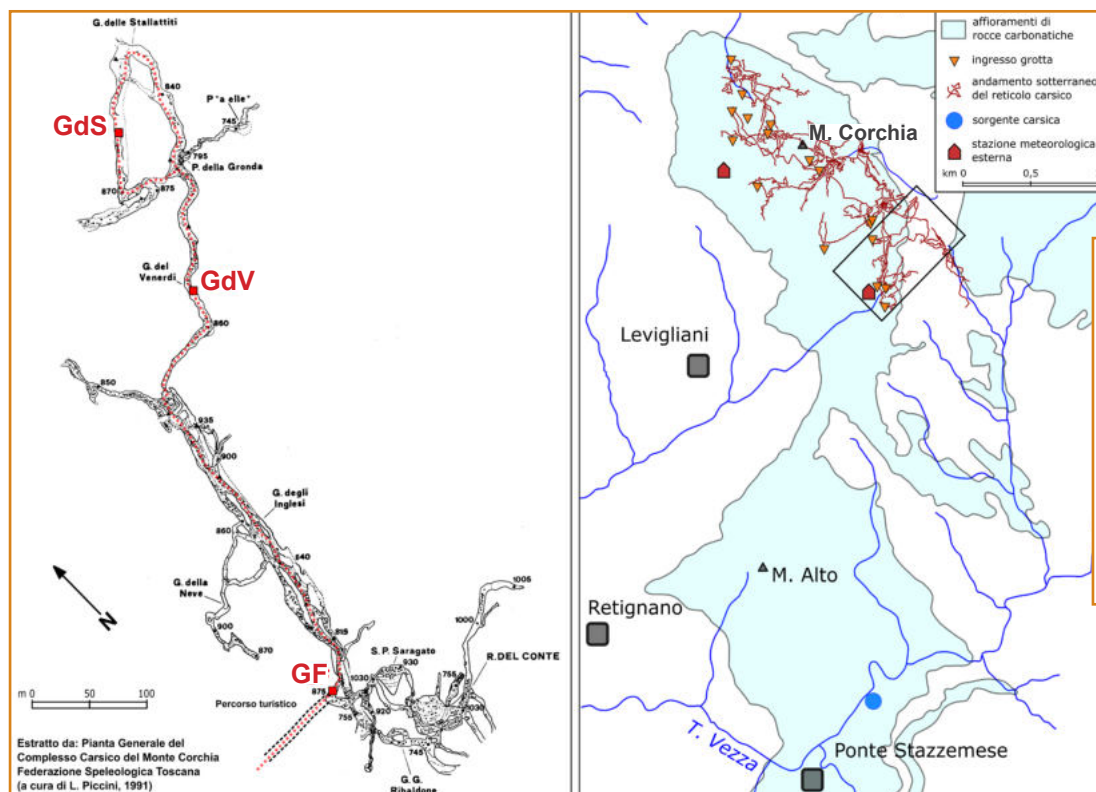 G. delle Stallattiti
840
P "a elle"
745
GdS
795
P. della Gronda
870
875
G. del
Venerdì
GdV
860
850
935
900
G. degli
Inglesi
860
840
G. della
Neve
900
870
815
1005
1000
S.P. Saragate
930
R. DEL CONTE
GF
875
1030
755
1030
Percorso turistico
755
920
745
G. G.
Ribaldone
N
m 0 50 100
Estratto da: Pianta Generale del
Complesso Carsico del Monte Corchia
Federazione Speleologica Toscana
(a cura di L. Piccini, 1991)
affioramenti di
rocce carbonatiche
ingresso grotta
andamento sotterraneo
del reticolo carsico
sorgente carsica
stazione meteorologica
esterna
km 0 0,5
M. Corchia
Levigliani
M. Alto
Retignano
T. Vezza
Ponte Stazzemese